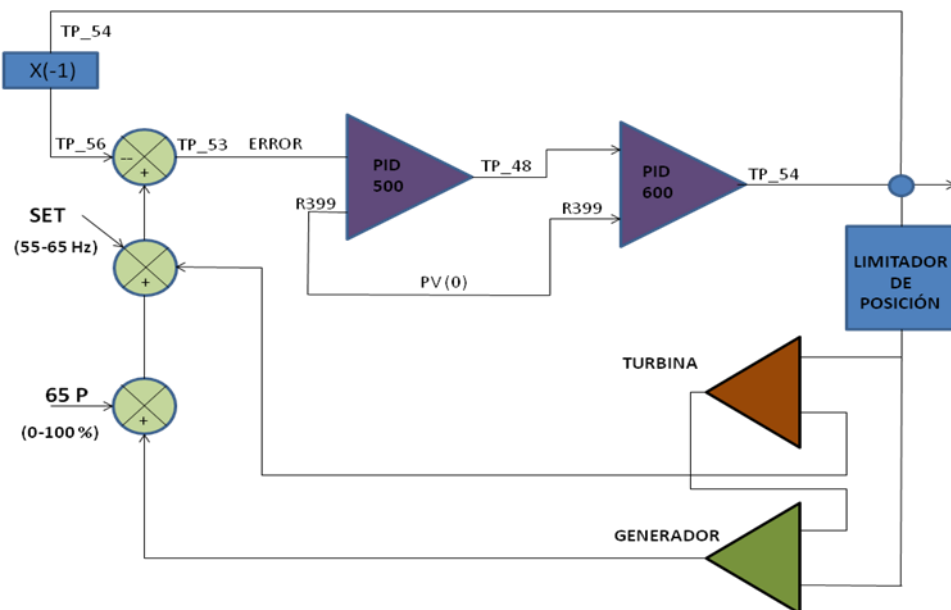 TP_54
X(-1)
TP_56
--
+
TP_53
ERROR
PID
500
R399
TP_48
PID
600
R399
TP_54
PV(0)
SET
(55-65 Hz)
+
LIMITADOR
DE
POSICIÓN
TURBINA
65 P
(0-100 %)
+
GENERADOR